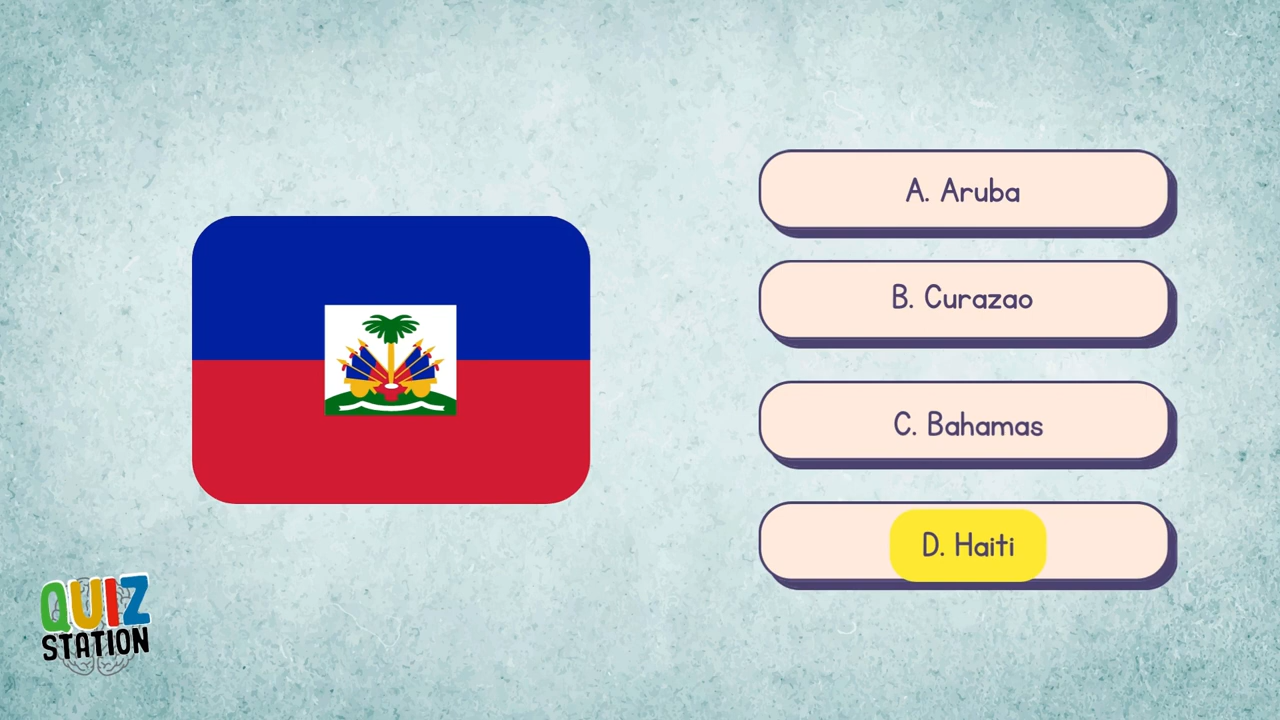 A. Aruba
B. Curazao
C. Bahamas
D. Haiti
QUIZ
STATION